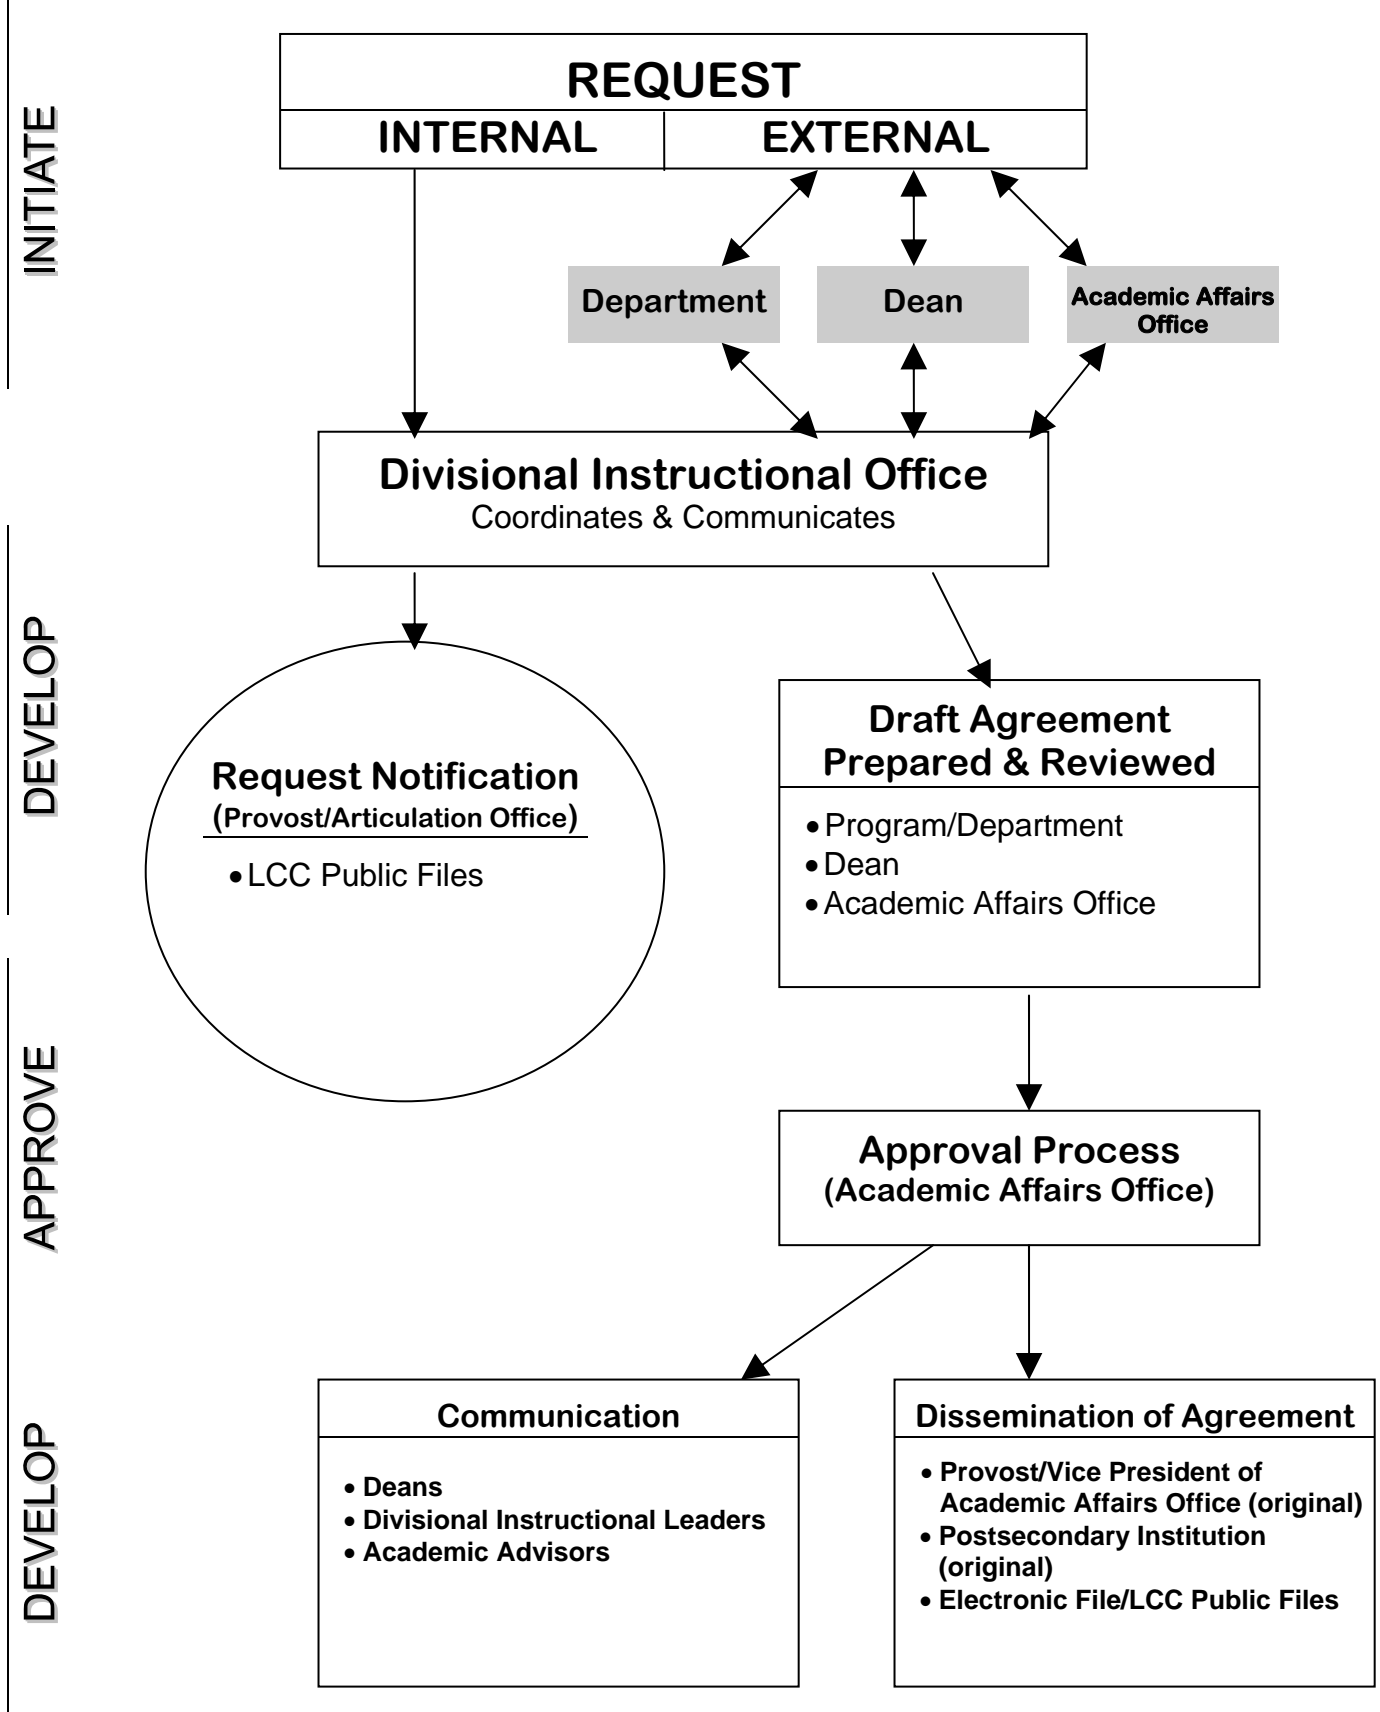 INITIATE
REQUEST
INTERNAL
EXTERNAL
Department
Dean
Academic Affairs
Office
Divisional Instructional Office
Coordinates & Communicates
DEVELOP
Request Notification
(Provost/Articulation Office)
• LCC Public Files
Draft Agreement
Prepared & Reviewed
• Program/Department
• Dean
• Academic Affairs Office
APPROVE
Approval Process
(Academic Affairs Office)
DEVELOP
Communication
• Deans
• Divisional Instructional Leaders
• Academic Advisors
Dissemination of Agreement
• Provost/Vice President of
Academic Affairs Office (original)
• Postsecondary Institution
(original)
• Electronic File/LCC Public Files